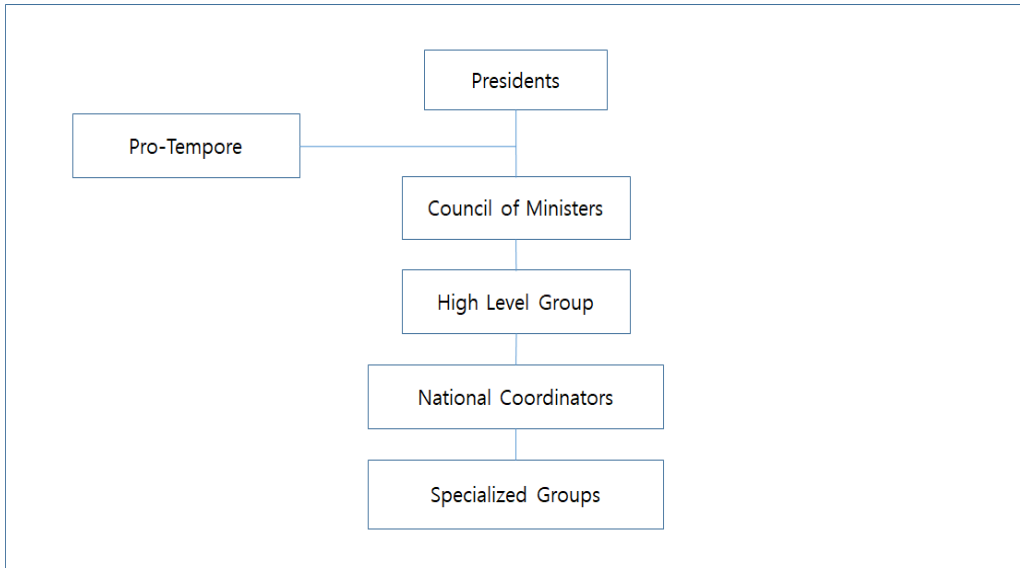 Presidents
Pro-Tempore
Council of Ministers
High Level Group
National Coordinators
Specialized Groups